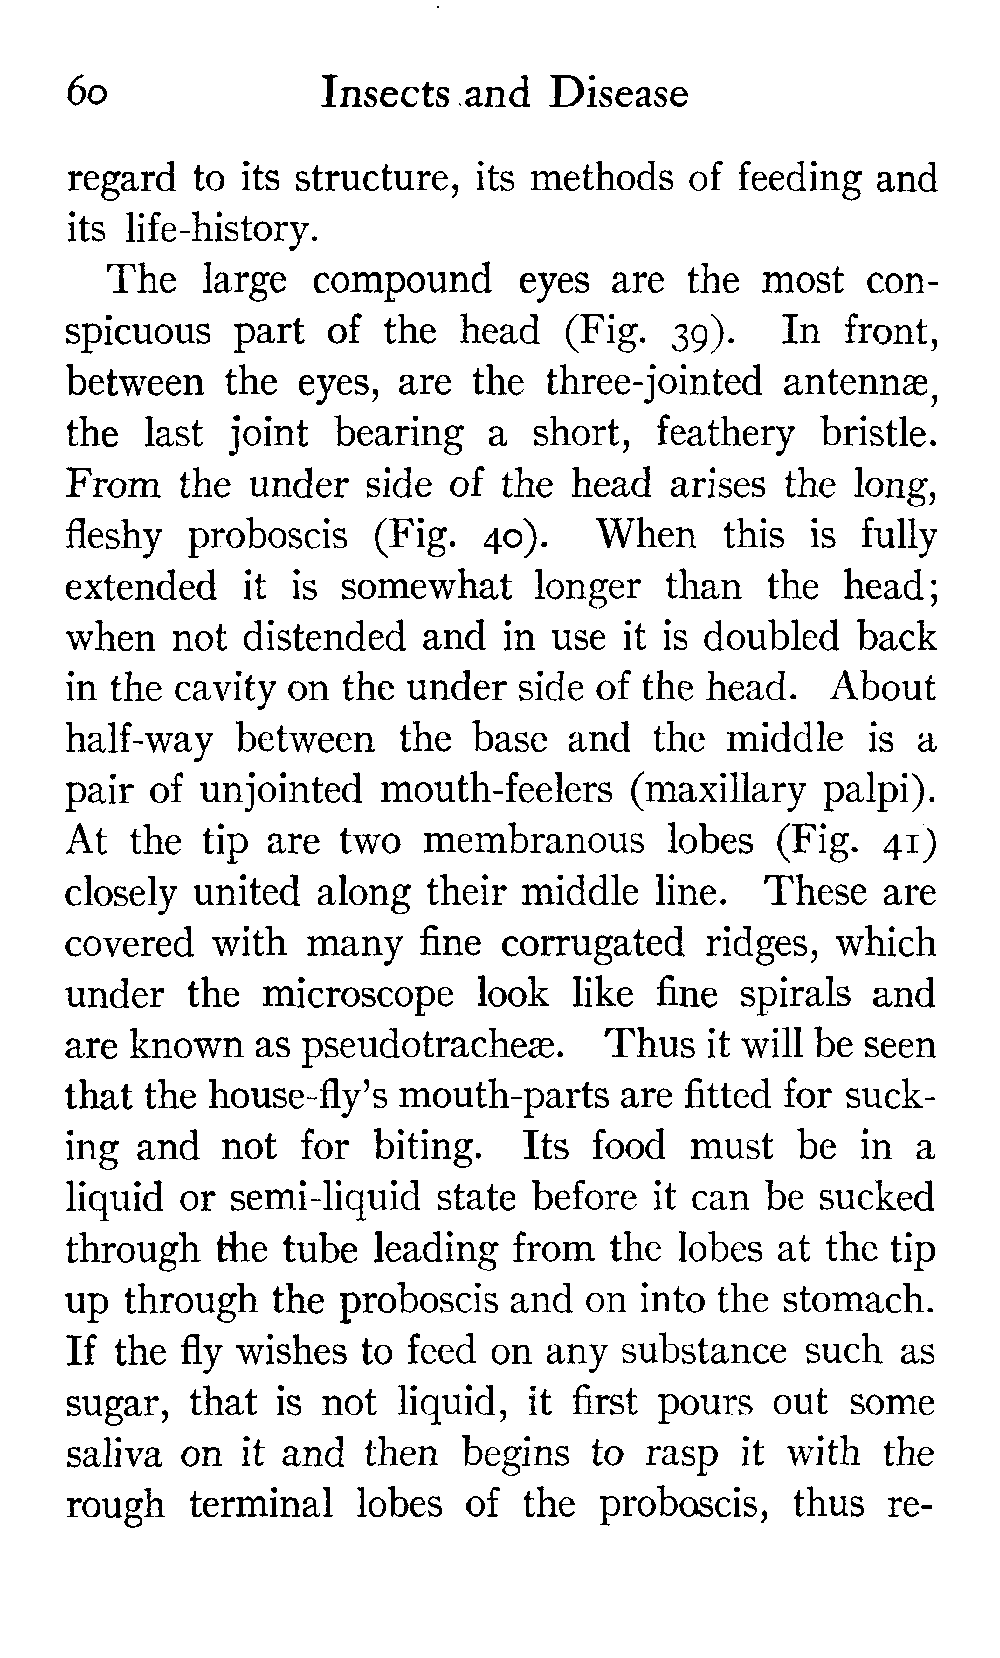 60 Insects and Disease
regard to its structure, its methods of feeding and
its life-history.
The large compound eyes are the most con-
spicuous part of the head (Fig. 39). In front,
between the eyes, are the three-jointed antennæ,
the last joint bearing a short, feathery bristle.
From the under side of the head arises the long,
fleshy proboscis (Fig. 40). When this is fully
extended it is somewhat longer than the head;
when not distended and in use it is doubled back
in the cavity on the under side of the head. About
half-way between the base and the middle is a
pair of unjointed mouth-feelers (maxillary palpi).
At the tip are two membranous lobes (Fig. 41)
closely united along their middle line. These are
covered with many fine corrugated ridges, which
under the microscope look like fine spirals and
are known as pseudotracheæ. Thus it will be seen
that the house-fly's mouth-parts are fitted for suck-
ing and not for biting. Its food must be in a
liquid or semi-liquid state before it can be sucked
through the tube leading from the lobes at the tip
up through the proboscis and on into the stomach.
If the fly wishes to feed on any substance such as
sugar, that is not liquid, it first pours out some
saliva on it and then begins to rasp it with the
rough terminal lobes of the proboscis, thus re-